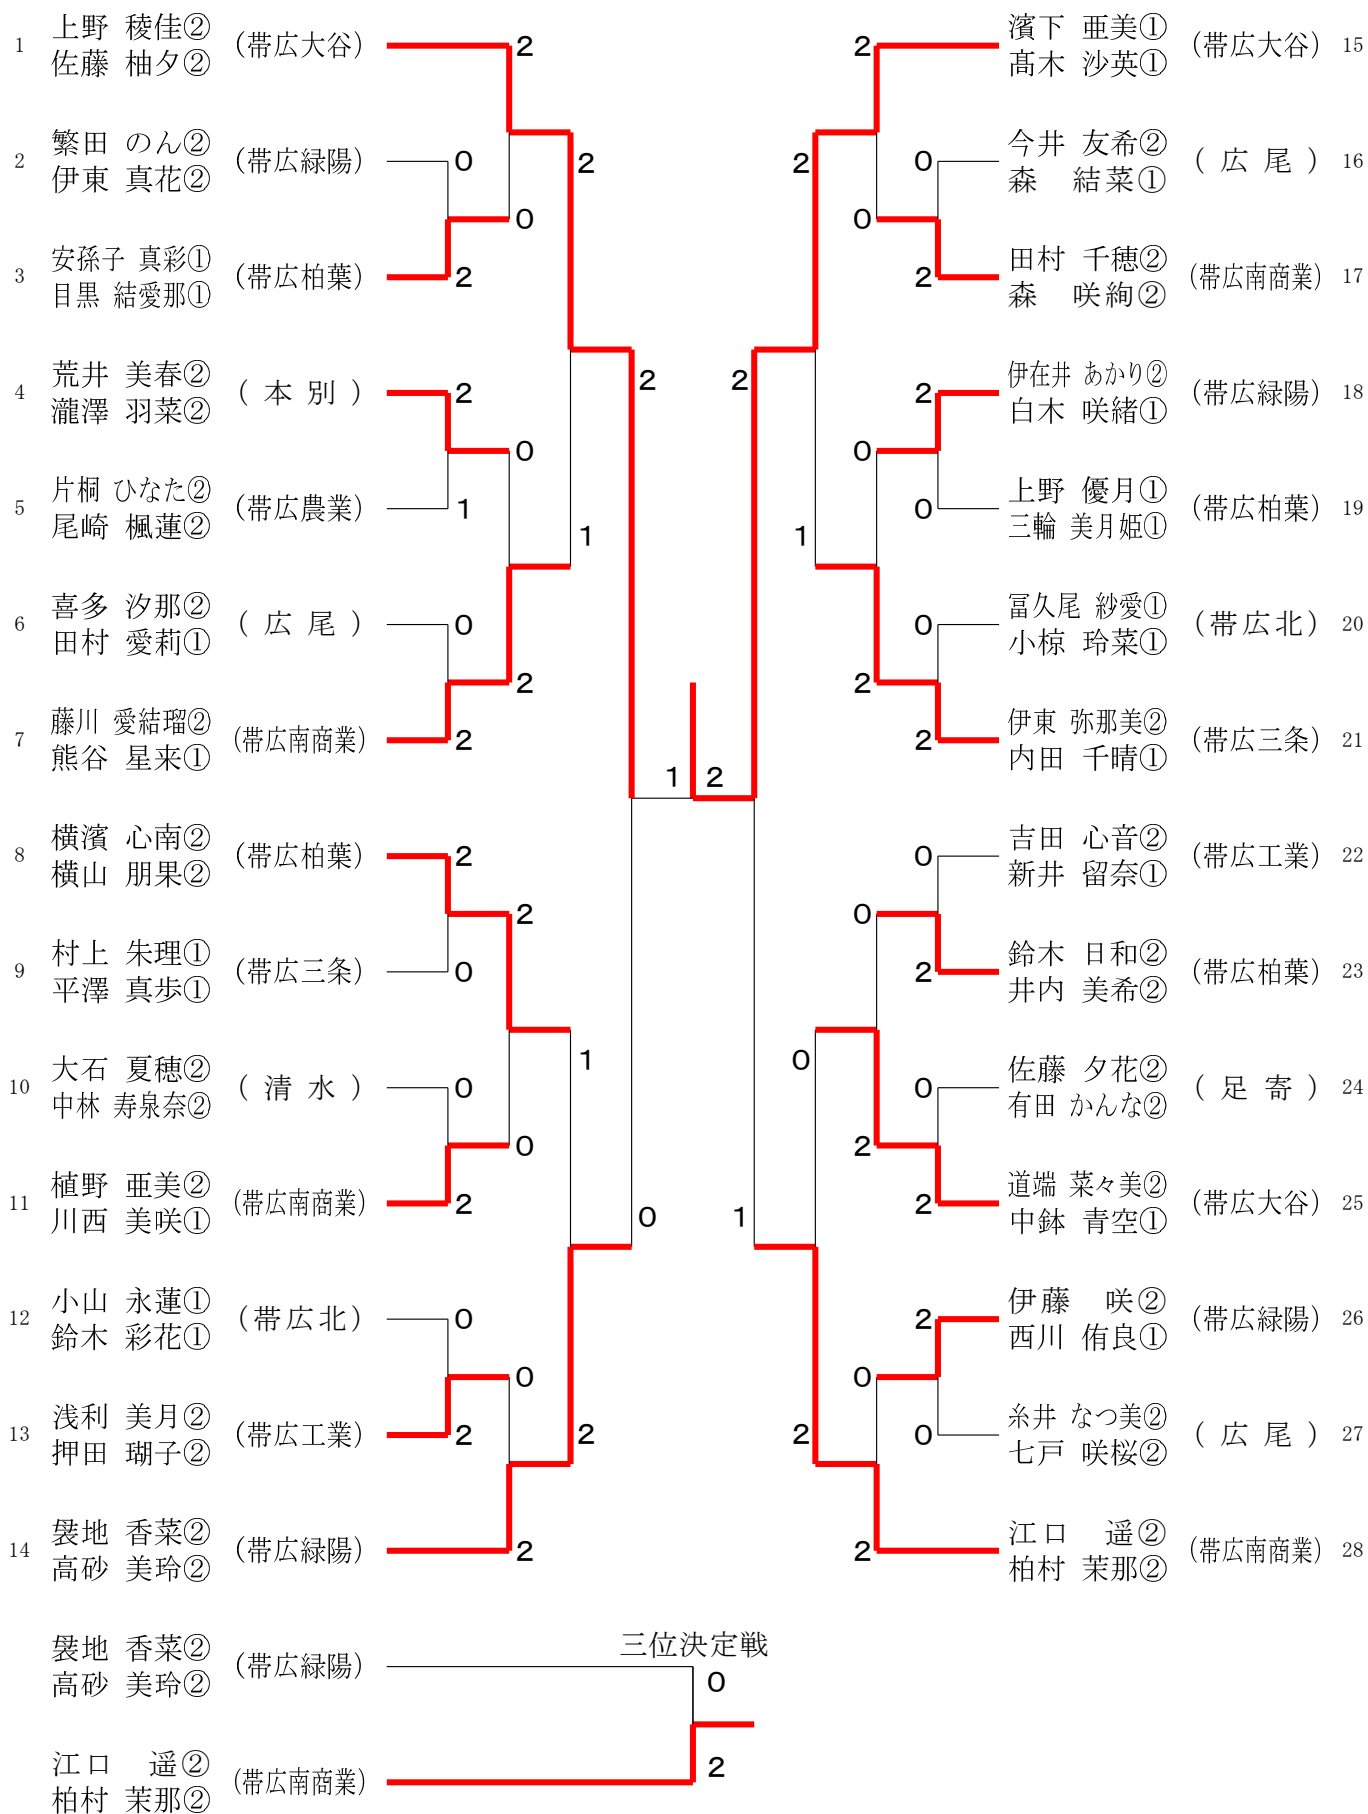 1 上野 稜佳② (帯広大谷)
佐藤 柚夕②
2
2 繁田 のん② (帯広緑陽) 0
伊東 真花②
2
0
3 安孫子 真彩① (帯広柏葉) 2
目黒 結愛那①
2
4 荒井 美春② ( 本 別 ) 2
瀧澤 羽菜②
0
5 片桐 ひなた② (帯広農業) 1
尾崎 楓蓮②
1
6 喜多 汐那② ( 広 尾 ) 0
田村 愛莉①
2
7 藤川 愛結瑠② (帯広南商業) 2
熊谷 星来①
1 2
8 横濱 心南② (帯広柏葉) 2
横山 朋果②
2
9 村上 朱理① (帯広三条) 0
平澤 真歩①
1
10 大石 夏穂② ( 清 水 ) 0
中林 寿泉奈②
0
11 植野 亜美② (帯広南商業) 2
川西 美咲①
0
12 小山 永蓮① (帯広北) 0
鈴木 彩花①
0
13 浅利 美月② (帯広工業) 2
押田 瑚子②
2
14 袰地 香菜② (帯広緑陽) 2
高砂 美玲②
2 濱下 亜美① (帯広大谷) 15
髙木 沙英①
0 今井 友希② ( 広 尾 ) 16
森 結菜①
2
0
2 田村 千穂② (帯広南商業) 17
森 咲絢②
2
2 伊在井 あかり② (帯広緑陽) 18
白木 咲緒①
0
0 上野 優月① (帯広柏葉) 19
三輪 美月姫①
1
0 冨久尾 紗愛① (帯広北) 20
小椋 玲菜①
2
2 伊東 弥那美② (帯広三条) 21
内田 千晴①
0 吉田 心音② (帯広工業) 22
新井 留奈①
0
2 鈴木 日和② (帯広柏葉) 23
井内 美希②
0
0 佐藤 夕花② ( 足 寄 ) 24
有田 かんな②
2
2 道端 菜々美② (帯広大谷) 25
中鉢 青空①
1
2 伊藤 咲② (帯広緑陽) 26
西川 侑良①
0
0 糸井 なつ美② ( 広 尾 ) 27
七戸 咲桜②
2
2 江口 遥② (帯広南商業) 28
柏村 茉那②
三位決定戦
袰地 香菜② (帯広緑陽)
高砂 美玲②
0
江口 遥② (帯広南商業)
柏村 茉那②
2